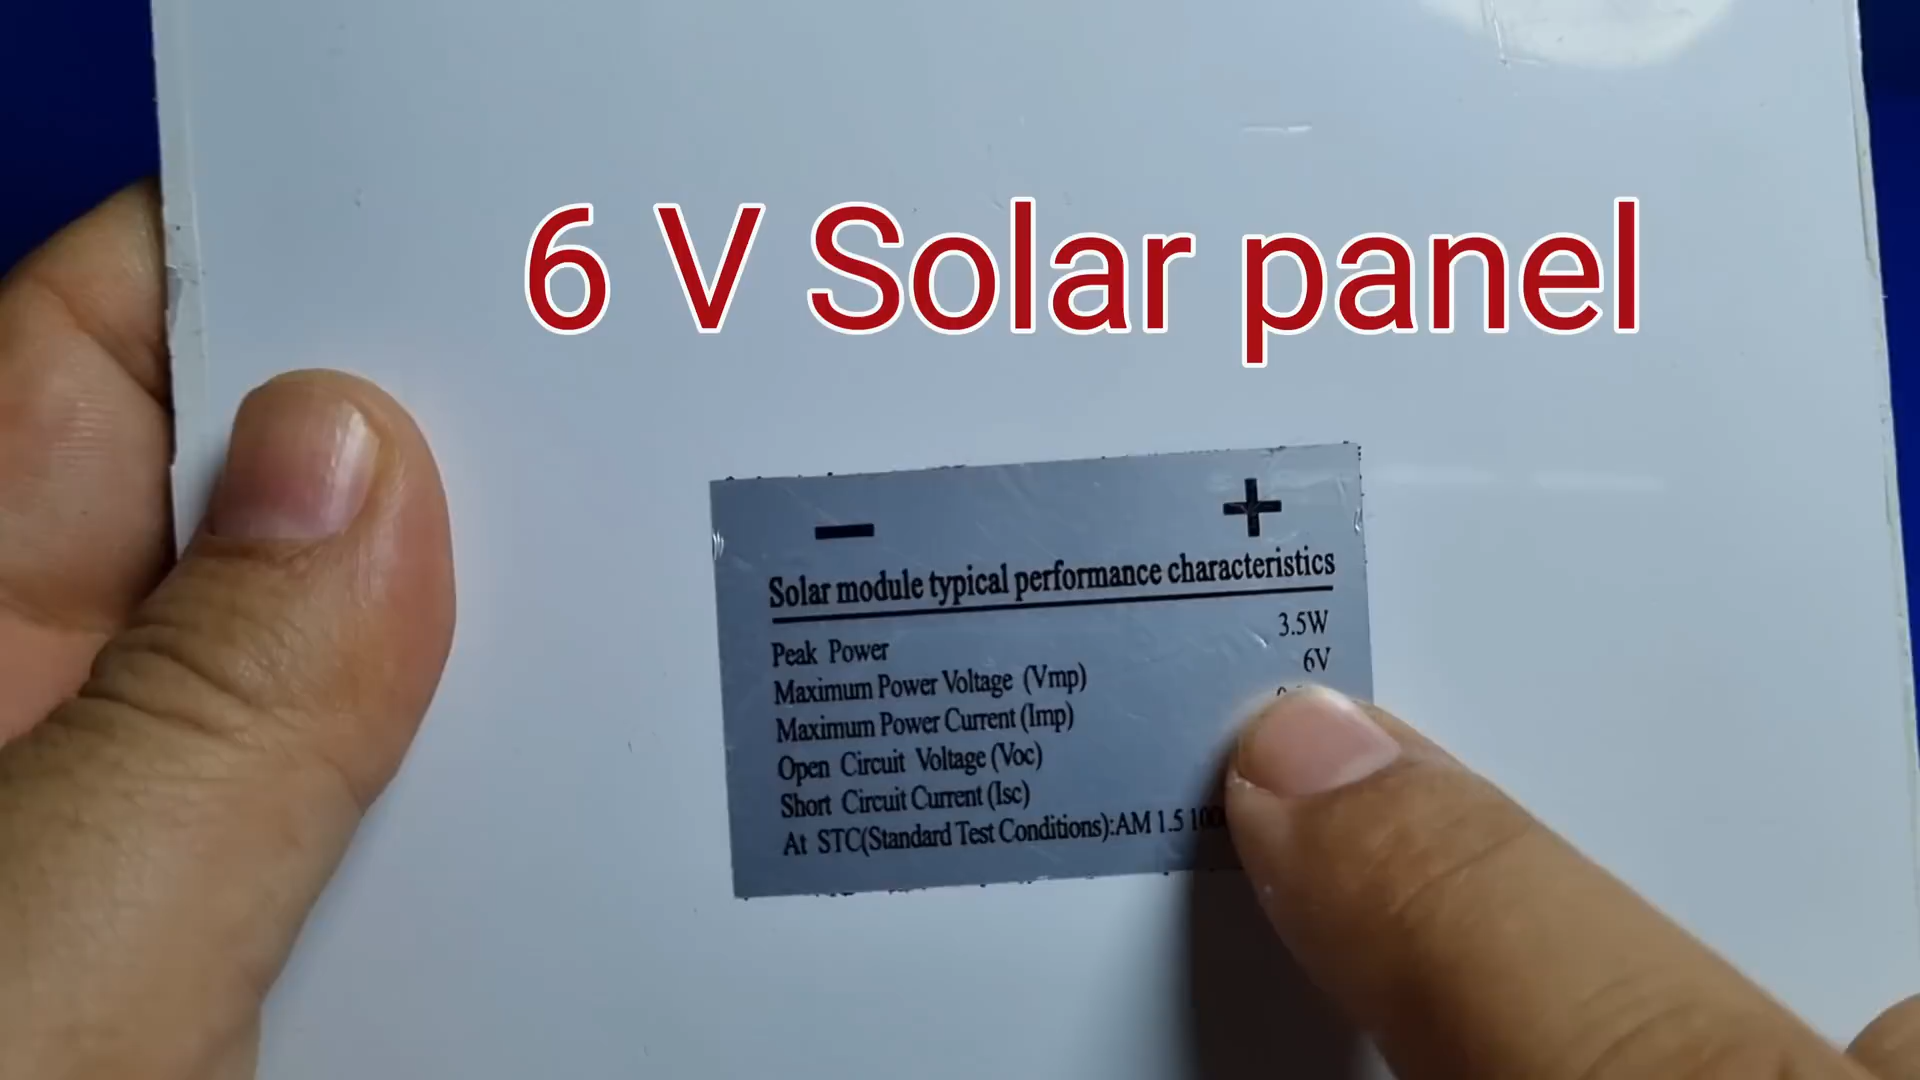 6 V Solar panel
− +
Solar module typical performance characteristics
Peak Power 3.5W
Maximum Power Voltage (Vmp) 6V
Maximum Power Current (Imp)
Open Circuit Voltage (Voc)
Short Circuit Current (Isc)
At STC(Standard Test Conditions):AM 1.5